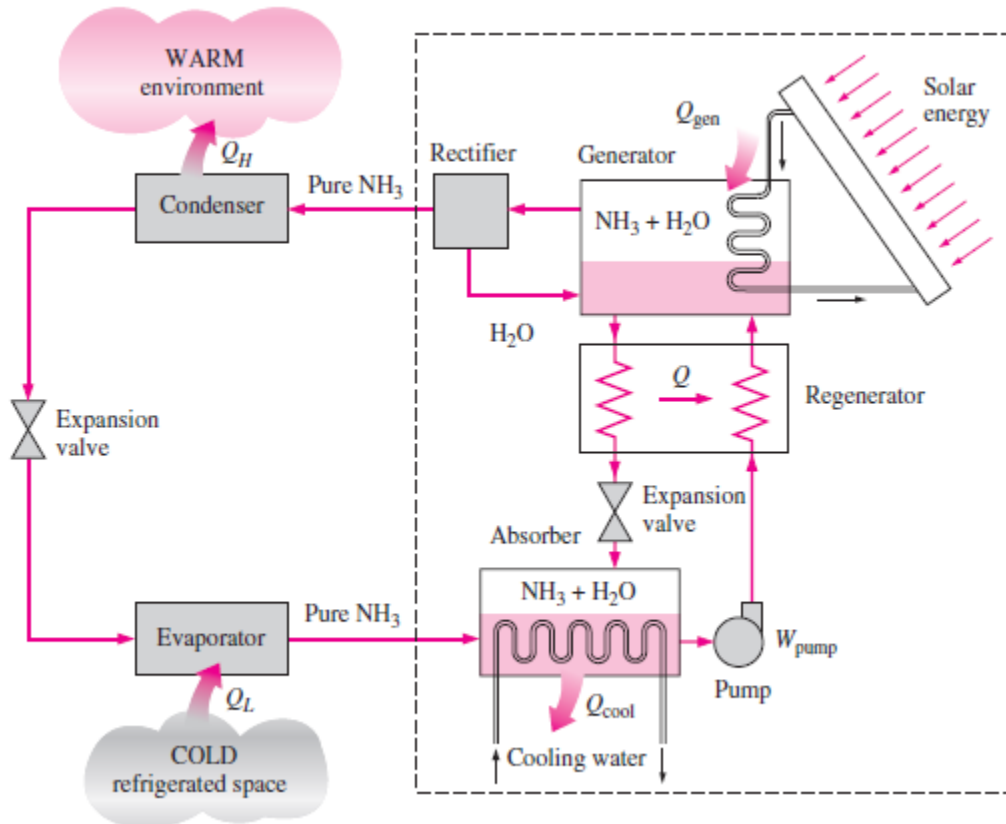 WARM
environment
Q_H
Condenser
Pure NH₃
Rectifier
Generator
Q_gen
Solar
energy
NH₃ + H₂O
H₂O
Q
Regenerator
Expansion
valve
Expansion
valve
Absorber
NH₃ + H₂O
Evaporator
Pure NH₃
W_pump
Pump
Q_L
Q_cool
COLD
refrigerated space
Cooling water